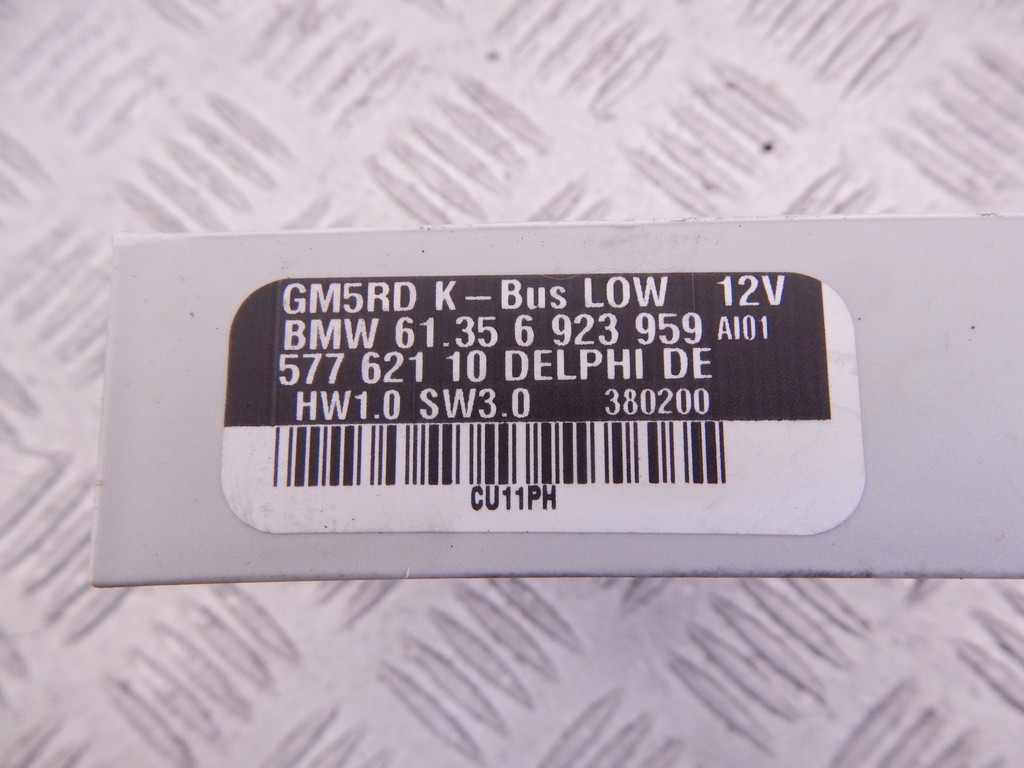 GM5RD K-Bus LOW 12V
BMW 61.35 6 923 959 AI01
577 621 10 DELPHI DE
HW1.0 SW3.0 380200
CU11PH